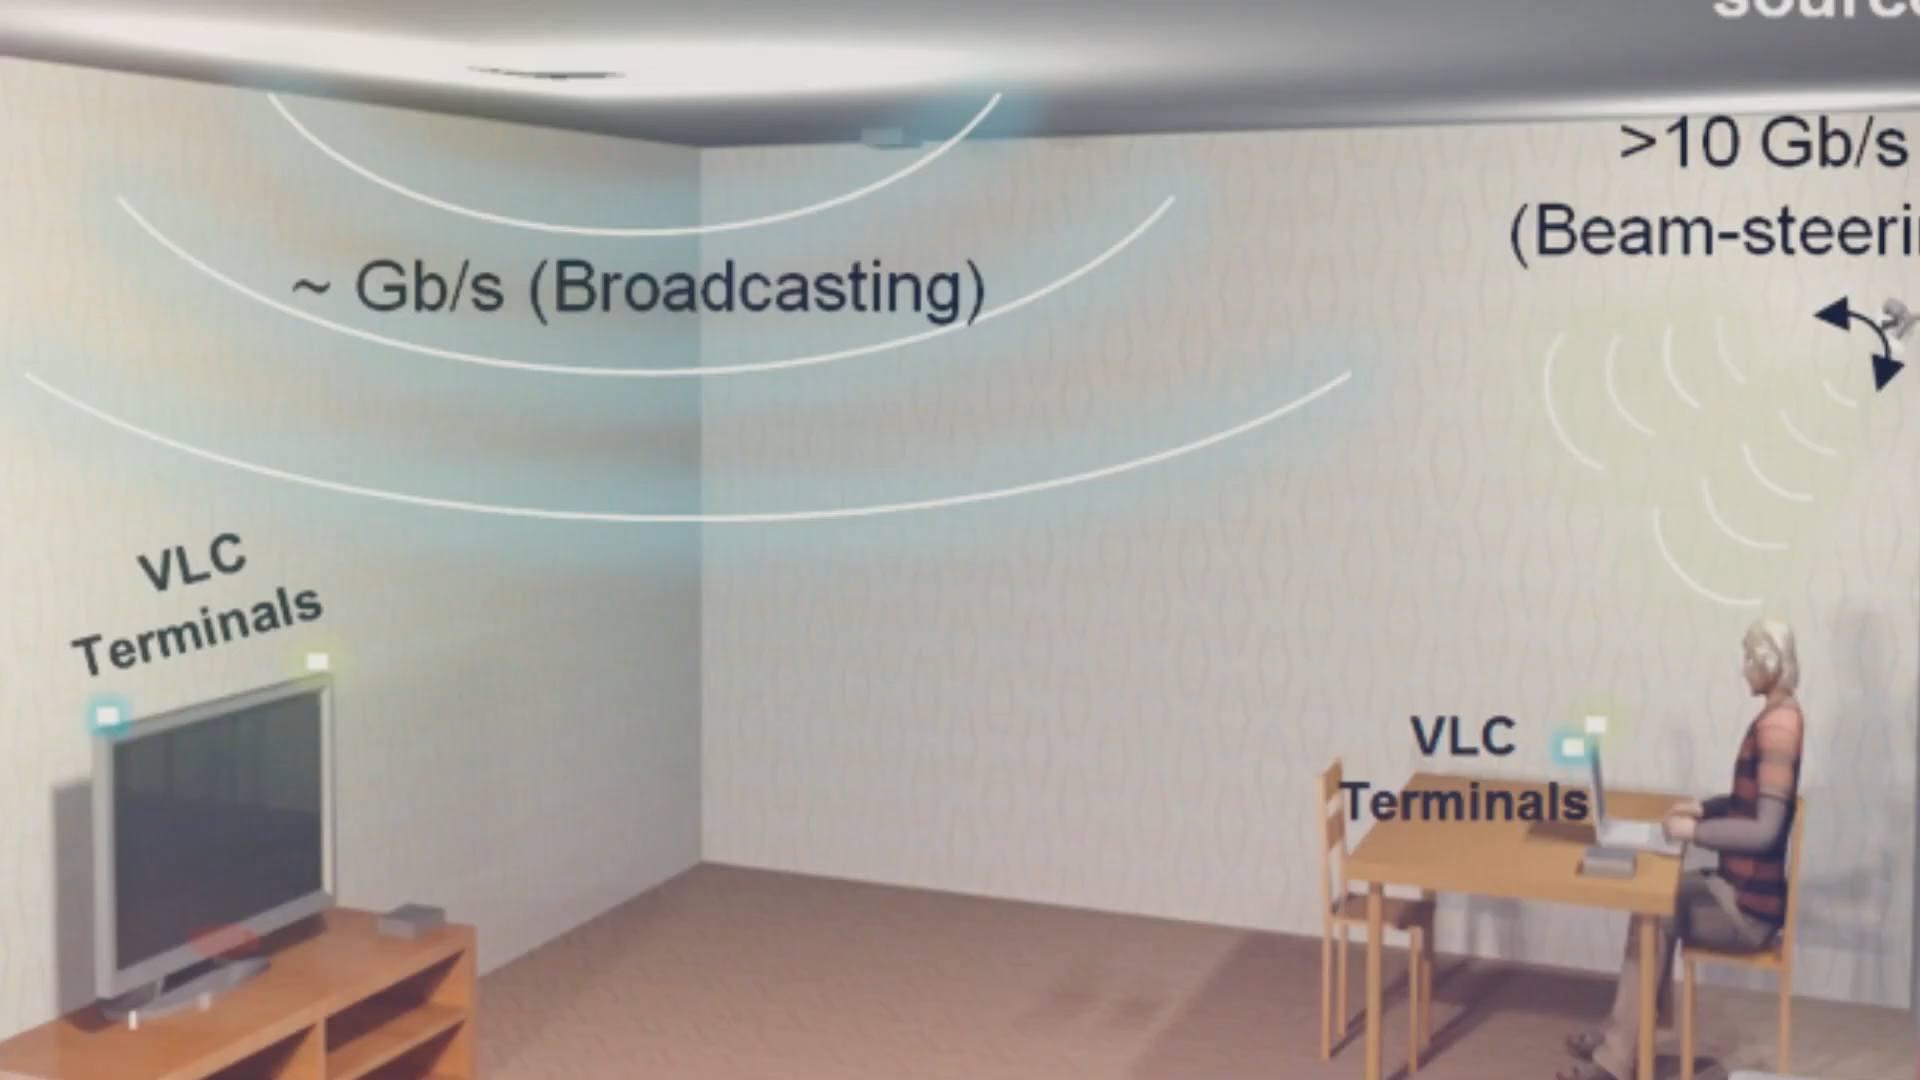 >10 Gb/s
~ Gb/s (Broadcasting)
VLC
Terminals
VLC
Terminals